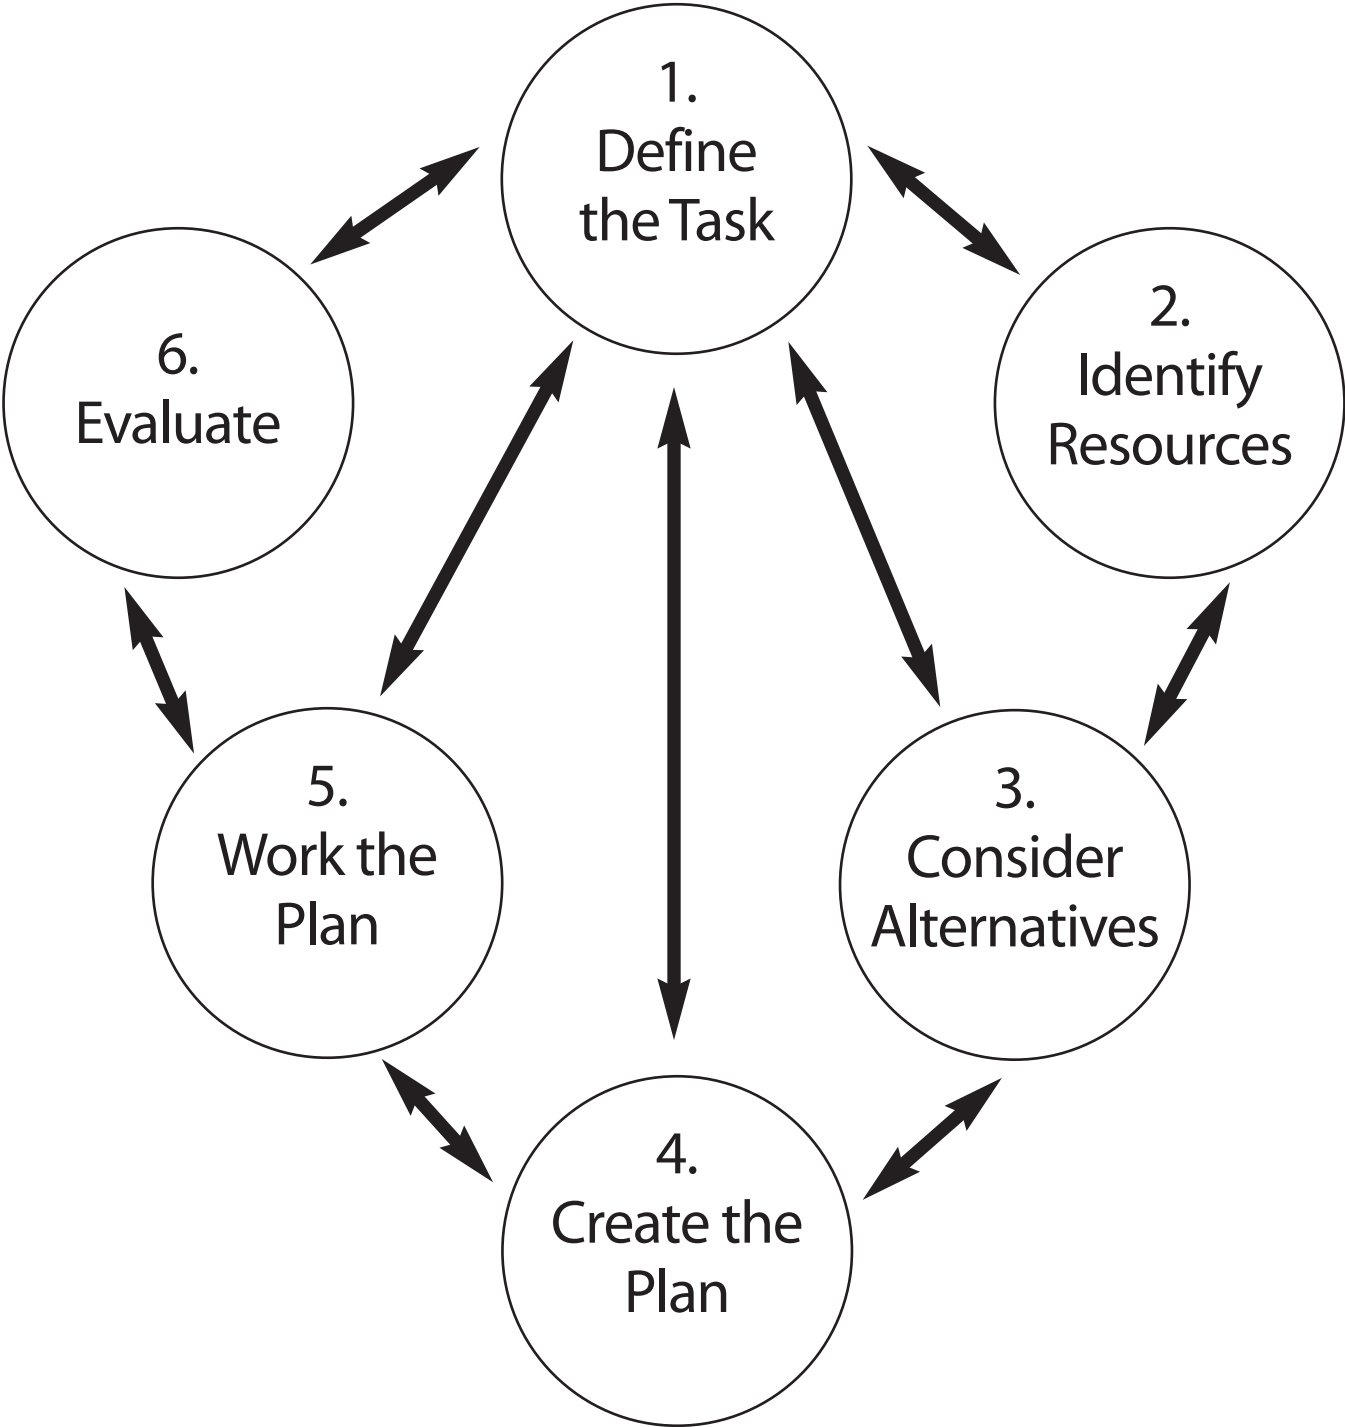 1.
Define
the Task
2.
Identify
Resources
3.
Consider
Alternatives
4.
Create the
Plan
5.
Work the
Plan
6.
Evaluate